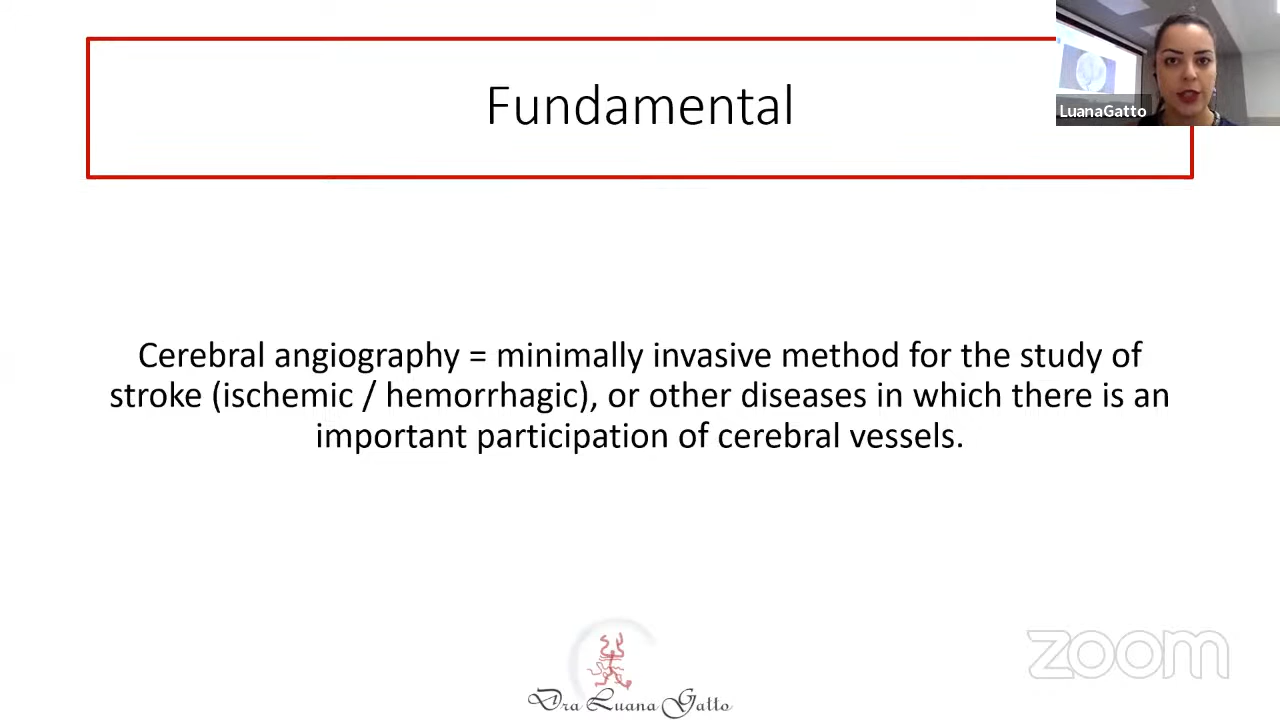 Fundamental
LuanaGatto
Cerebral angiography = minimally invasive method for the study of
stroke (ischemic / hemorrhagic), or other diseases in which there is an
important participation of cerebral vessels.
Dra Luana Gatto
zoom